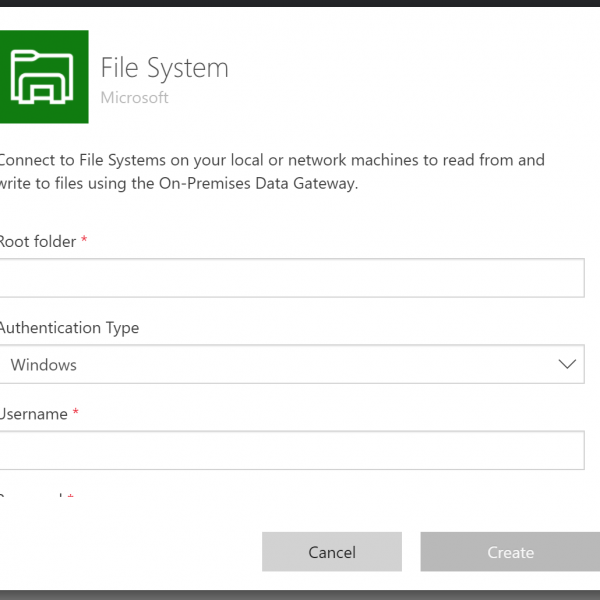 File System
Microsoft
Connect to File Systems on your local or network machines to read from and
write to files using the On-Premises Data Gateway.
Root folder *
Authentication Type
Windows
Username *
Cancel
Create